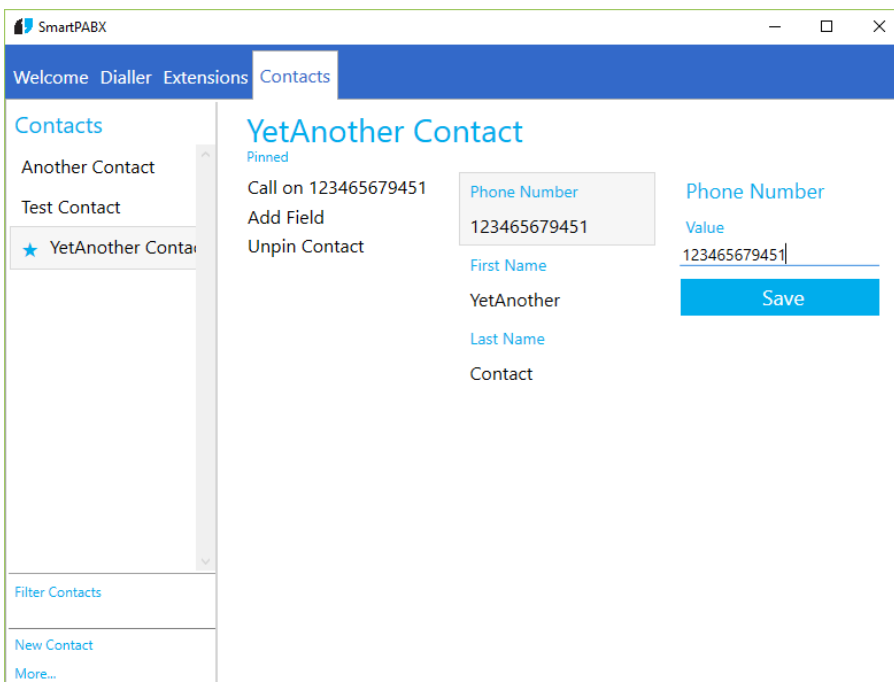 SmartPABX
Welcome Dialler Extensions Contacts
Contacts
Another Contact
Test Contact
YetAnother Conta
Filter Contacts
New Contact
More...
YetAnother Contact
Pinned
Call on 123465679451
Add Field
Unpin Contact
Phone Number
123465679451
First Name
YetAnother
Last Name
Contact
Phone Number
Value
123465679451
Save